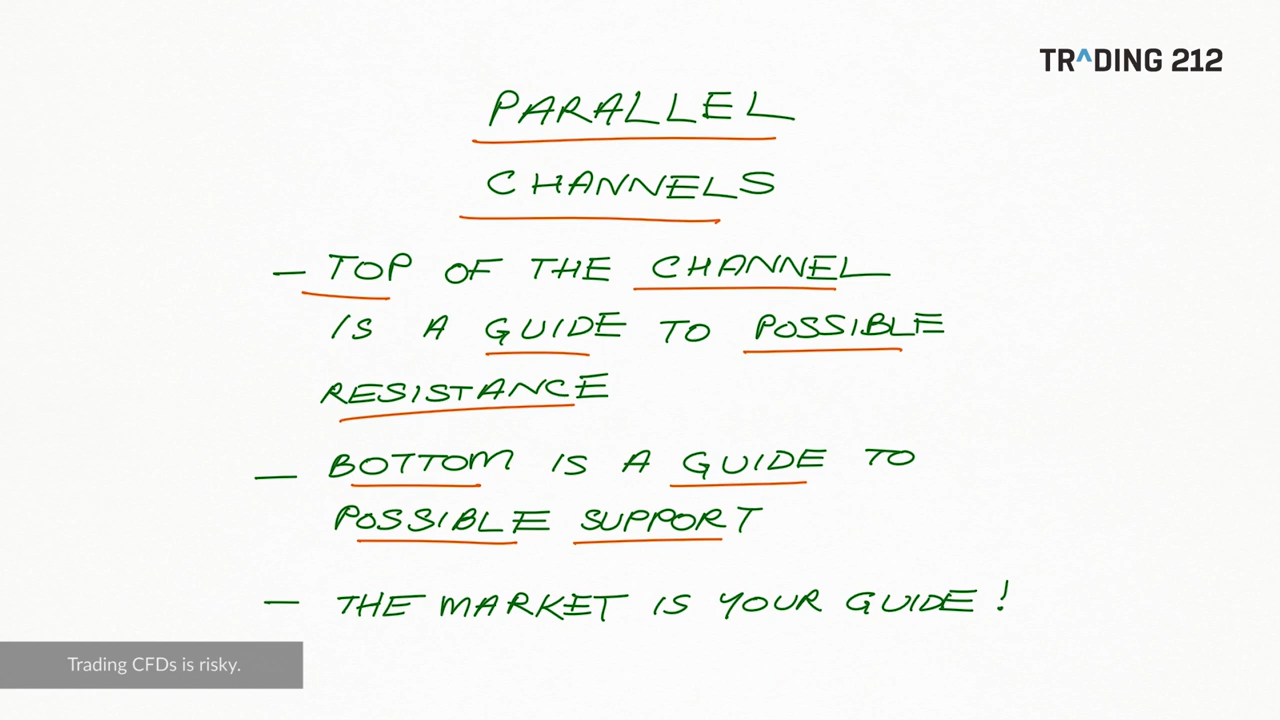 TRADING 212
PARALLEL
CHANNELS
— TOP OF THE CHANNEL
IS A GUIDE TO POSSIBLE
RESISTANCE
— BOTTOM IS A GUIDE TO
POSSIBLE SUPPORT
— THE MARKET IS YOUR GUIDE !
Trading CFDs is risky.